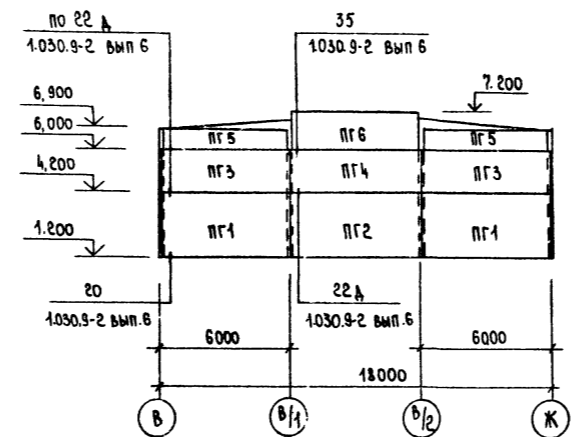 по 22 д
1.030.9-2 вып 6
35
1.030.9-2 вып 6
6,900
6,000
4,200
1.200
7.200
ПГ5
ПГ6
ПГ5
ПГ3
ПГ4
ПГ3
ПГ1
ПГ2
ПГ1
20
1.030.9-2 вып.6
22д
1.030.9-2 вып.6
6000
6000
18000
В
В/1
В/2
Ж